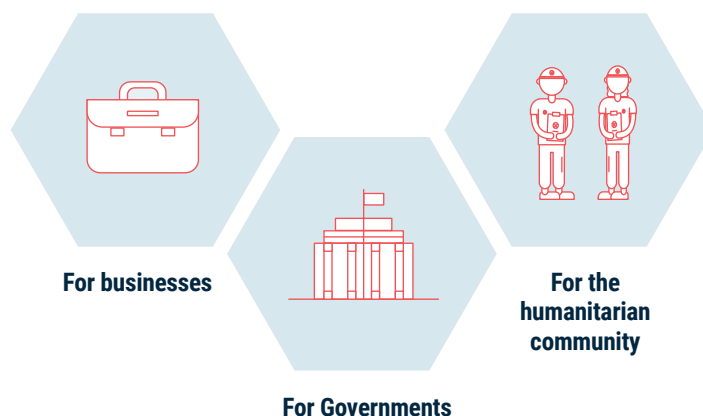 For businesses
For the
humanitarian
community
For Governments